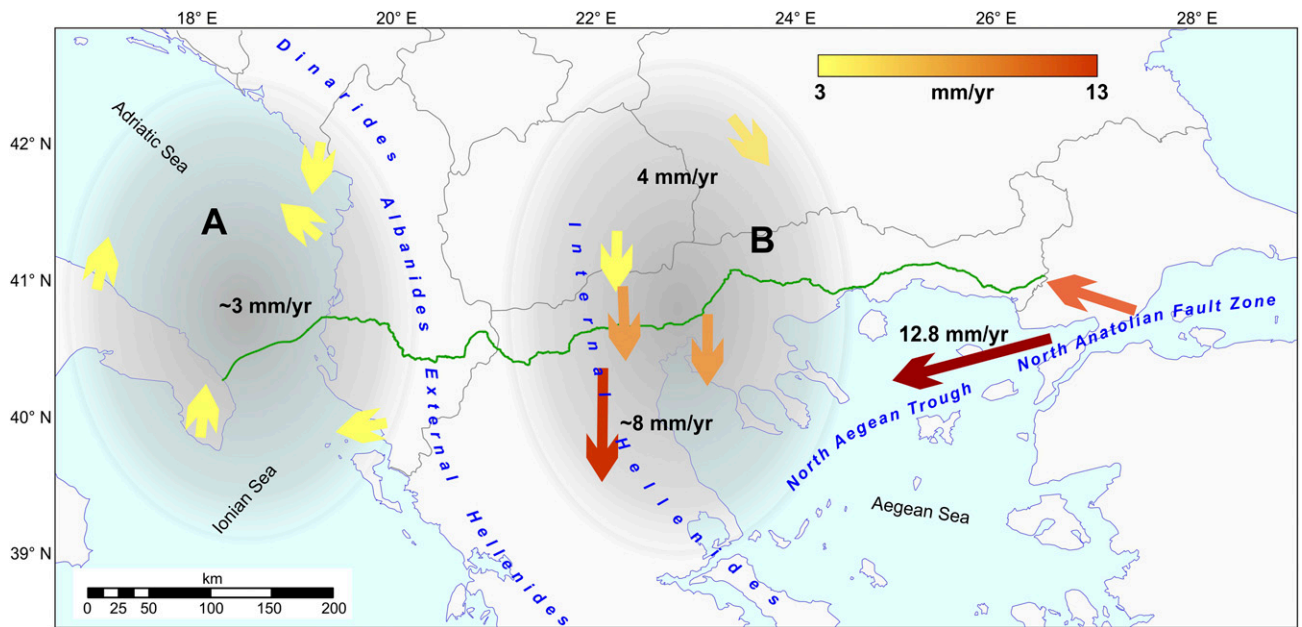 18° E 20° E 22° E 24° E 26° E 28° E
42° N
41° N
40° N
39° N
3 mm/yr 13
Adriatic Sea
Dinarides
Albanides
External
Hellenides
A
~3 mm/yr
4 mm/yr
B
Internal
Hellenides
~8 mm/yr
12.8 mm/yr
North Anatolian Fault Zone
North Aegean Trough
Aegean Sea
Ionian Sea
km
0 25 50 100 150 200